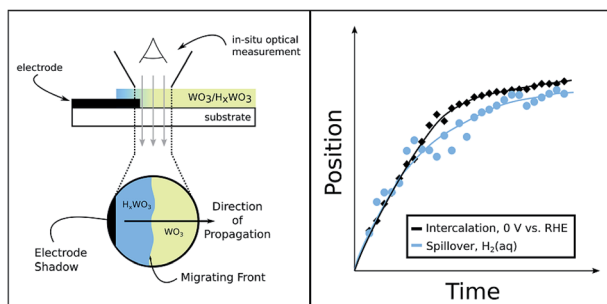 in-situ optical
measurement
electrode
WO3/HxWO3
substrate
HxWO3
WO3
Direction
of
Propagation
Electrode
Shadow
Migrating Front
Position
Intercalation, 0 V vs. RHE
Spillover, H2(aq)
Time